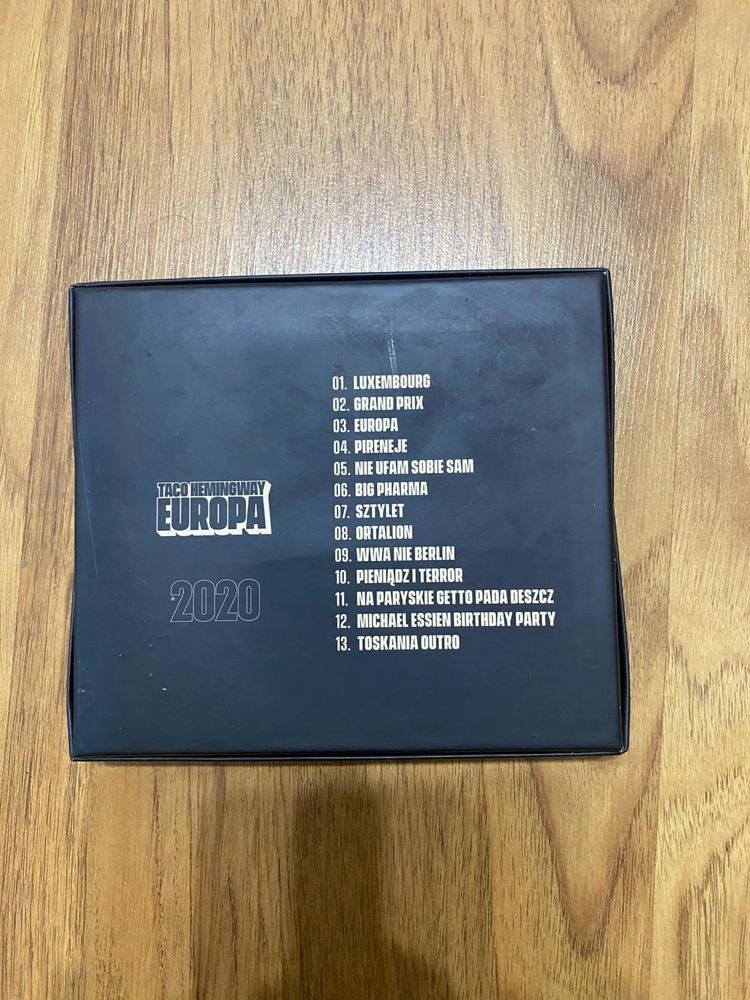 TACO HEMINGWAY
EUROPA
2020
01. LUXEMBOURG
02. GRAND PRIX
03. EUROPA
04. PIRENEJE
05. NIE UFAM SOBIE SAM
06. BIG PHARMA
07. SZTYLET
08. ORTALION
09. WWA NIE BERLIN
10. PIENIĄDZ I TERROR
11. NA PARYSKIE GETTO PADA DESZCZ
12. MICHAEL ESSIEN BIRTHDAY PARTY
13. TOSKANIA OUTRO